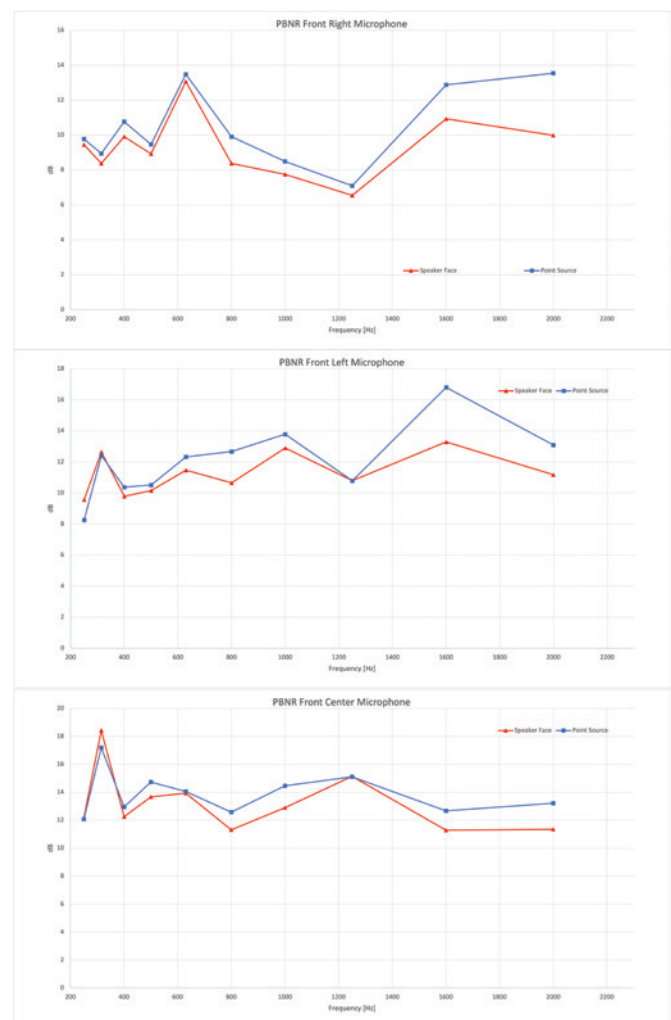 PBNR Front Right Microphone
16
14
12
10
8
6
4
2
0
dB
Speaker Face Point Source
200 400 600 800 1000 1200 1400 1600 1800 2000 2200
Frequency [Hz]
PBNR Front Left Microphone
18
16
14
12
10
8
6
4
2
0
dB
Speaker Face Point Source
200 400 600 800 1000 1200 1400 1600 1800 2000 2200
Frequency [Hz]
PBNR Front Center Microphone
20
18
16
14
12
10
8
6
4
2
0
dB
Speaker Face Point Source
200 400 600 800 1000 1200 1400 1600 1800 2000 2200
Frequency [Hz]